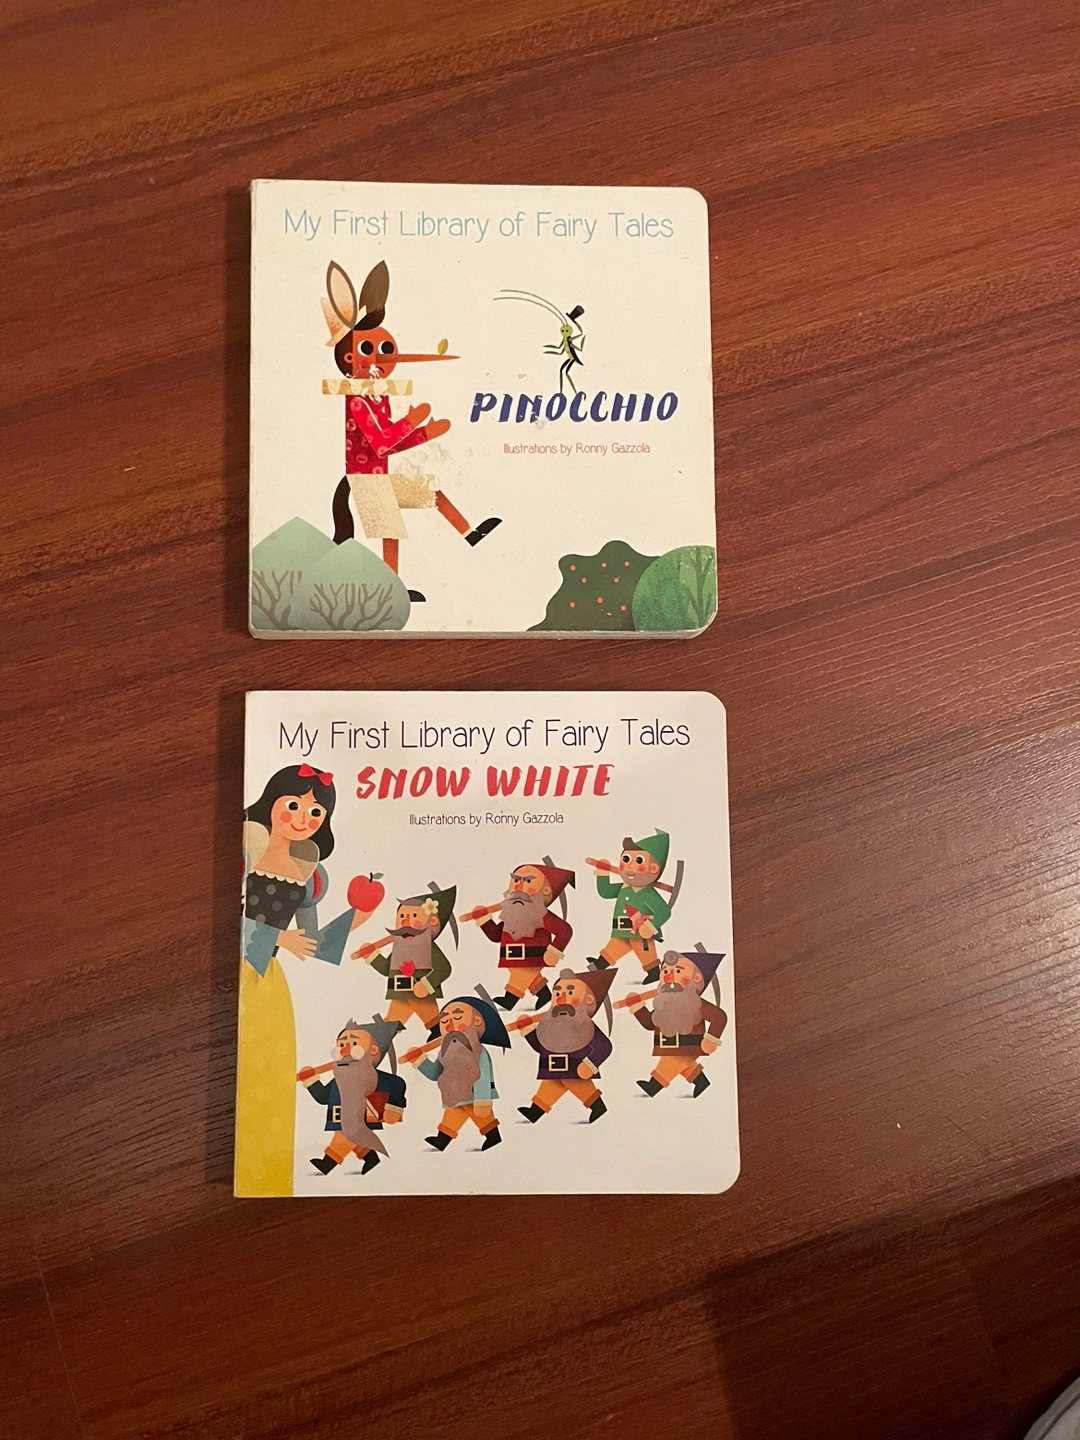 My First Library of Fairy Tales
PINOCCHIO
Illustrations by Ronny Gazzola
My First Library of Fairy Tales
SNOW WHITE
Illustrations by Ronny Gazzola